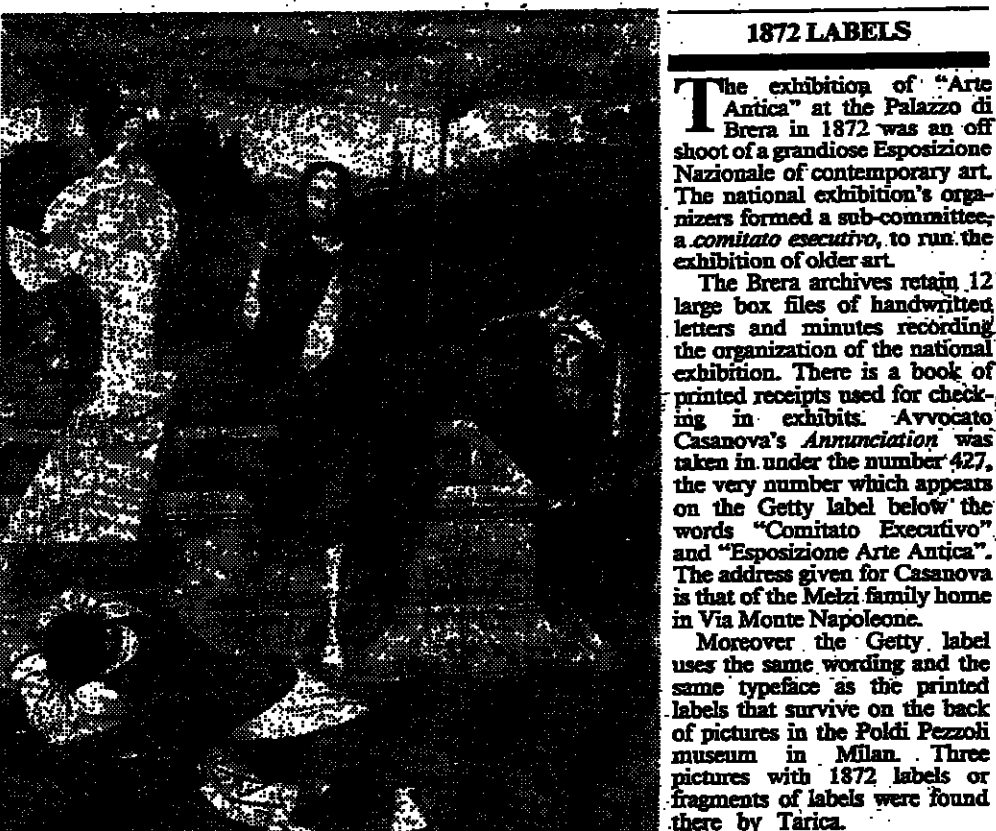 1872 LABELS
The exhibition of "Arte
Antica" at the Palazzo di
Brera in 1872 was an off
shoot of a grandiose Esposizione
Nazionale of contemporary art.
The national exhibition's orga-
nizers formed a sub-committee,
a comitato esecutivo, to run the
exhibition of older art.
The Brera archives retain 12
large box files of handwritten
letters and minutes recording
the organization of the national
exhibition. There is a book of
printed receipts used for check-
ing in exhibits. Avvocato
Casanova's Annunciation was
taken in under the number 427,
the very number which appears
on the Getty label below the
words "Comitato Executivo"
and "Esposizione Arte Antica".
The address given for Casanova
is that of the Melzi family home
in Via Monte Napoleone.
Moreover the Getty label
uses the same wording and the
same typeface as the printed
labels that survive on the back
of pictures in the Poldi Pezzoli
museum in Milan. Three
pictures with 1872 labels or
fragments of labels were found
there by Tarica.